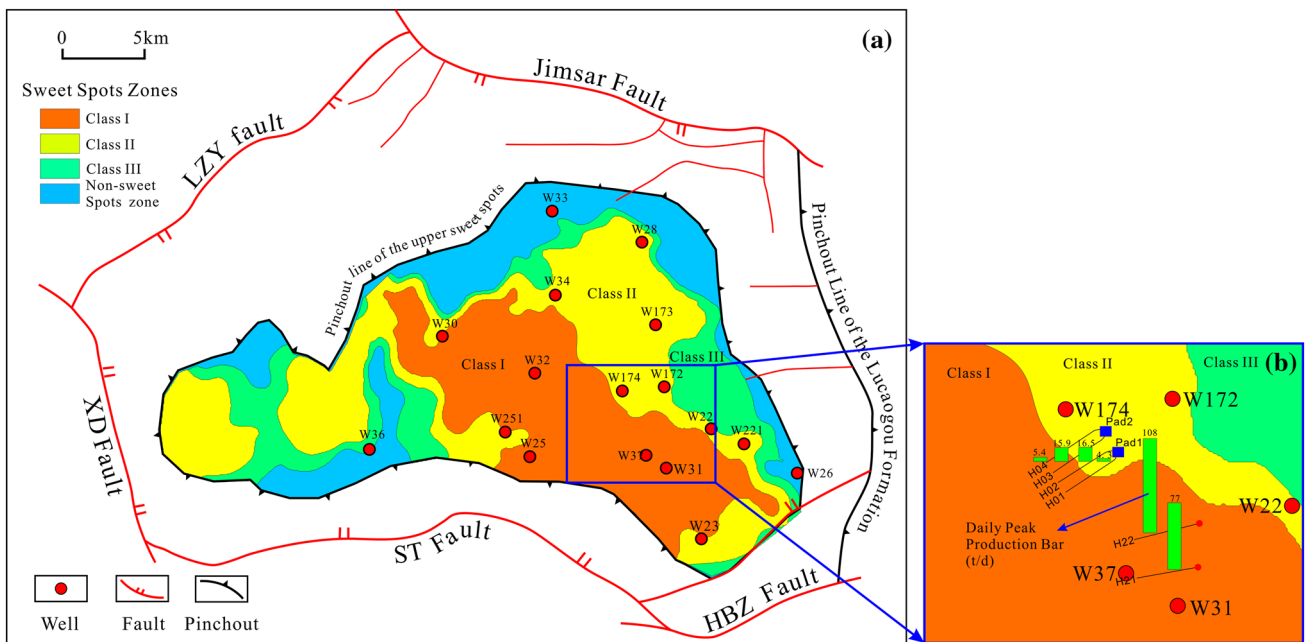 (a)
0 5km
Sweet Spots Zones
Class I
Class II
Class III
Non-sweet
Spots zone
LZY fault
Jimsar Fault
XDFault
ST Fault
HBZ Fault
Pinchout line of the upper sweet spots
Pinchout Line of the Lucaogou Formation
W33
W28
W34
Class II
W173
W30
Class I
W32
Class III
W174
W172
W251
W22
W221
W36
W25
W37
W31
W26
W23
Well
Fault
Pinchout
(b)
Class I
Class II
Class III
W174
W172
Pad2
Pad1
108
5.4
15.9
16.5
4.3
H04
H03
H02
H01
77
W22
Daily Peak
Production Bar
(t/d)
H22
W37
H21
W31